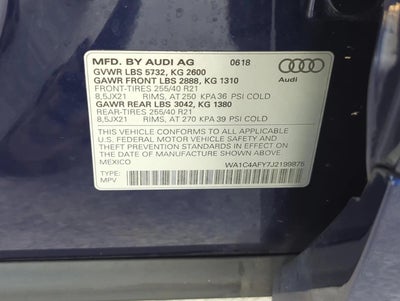 MFD. BY AUDI AG 0618
GVWR LBS 5732, KG 2600
GAWR FRONT LBS 2888, KG 1310
FRONT-TIRES 255/40 R21
8,5JX21 RIMS, AT 250 KPA 36 PSI COLD
GAWR REAR LBS 3042, KG 1380
REAR-TIRES 255/40 R21
8,5JX21 RIMS, AT 270 KPA 39 PSI COLD
Audi
THIS VEHICLE CONFORMS TO ALL APPLICABLE
U.S. FEDERAL MOTOR VEHICLE SAFETY, BUMPER AND
THEFT PREVENTION STANDARDS IN EFFECT ON THE
DATE OF MANUFACTURE SHOWN ABOVE. MADE IN
MEXICO
WA1C4AFY7J2199875
TYPE:
MPV